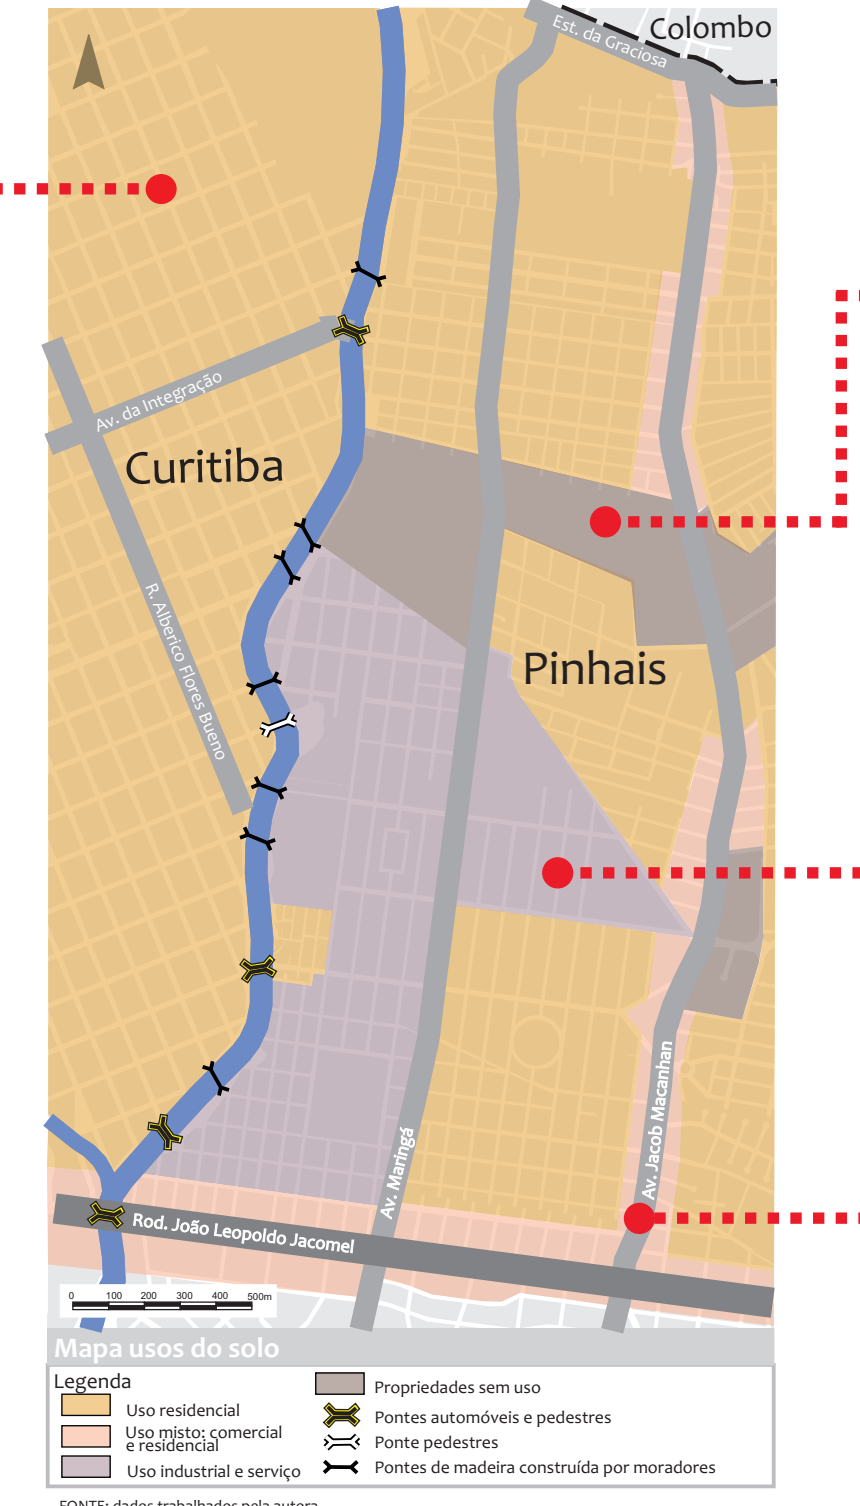 Colombo
Est. da Graciosa
Av. da Integração
Curitiba
R. Alberico Flores Bueno
Pinhais
Av. Jacob Macanhan
Av. Maringá
Rod. João Leopoldo Jacomel
0 100 200 300 400 500m
Mapa usos do solo
Legenda
Uso residencial
Uso misto: comercial
e residencial
Uso industrial e serviço
Propriedades sem uso
Pontes automóveis e pedestres
Ponte pedestres
Pontes de madeira construída por moradores
FONTE: dados trabalhados pela autora